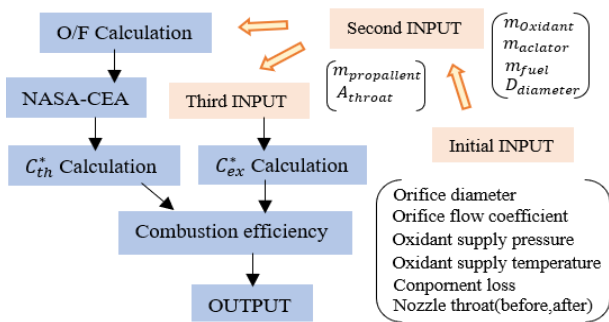 O/F Calculation
Second INPUT
m_Oxidant
m_aclator
m_fuel
D_diameter
m_propallent
A_throat
NASA-CEA
Third INPUT
Initial INPUT
C*_th Calculation
C*_ex Calculation
Orifice diameter
Orifice flow coefficient
Oxidant supply pressure
Oxidant supply temperature
Conpornent loss
Nozzle throat(before,after)
Combustion efficiency
OUTPUT